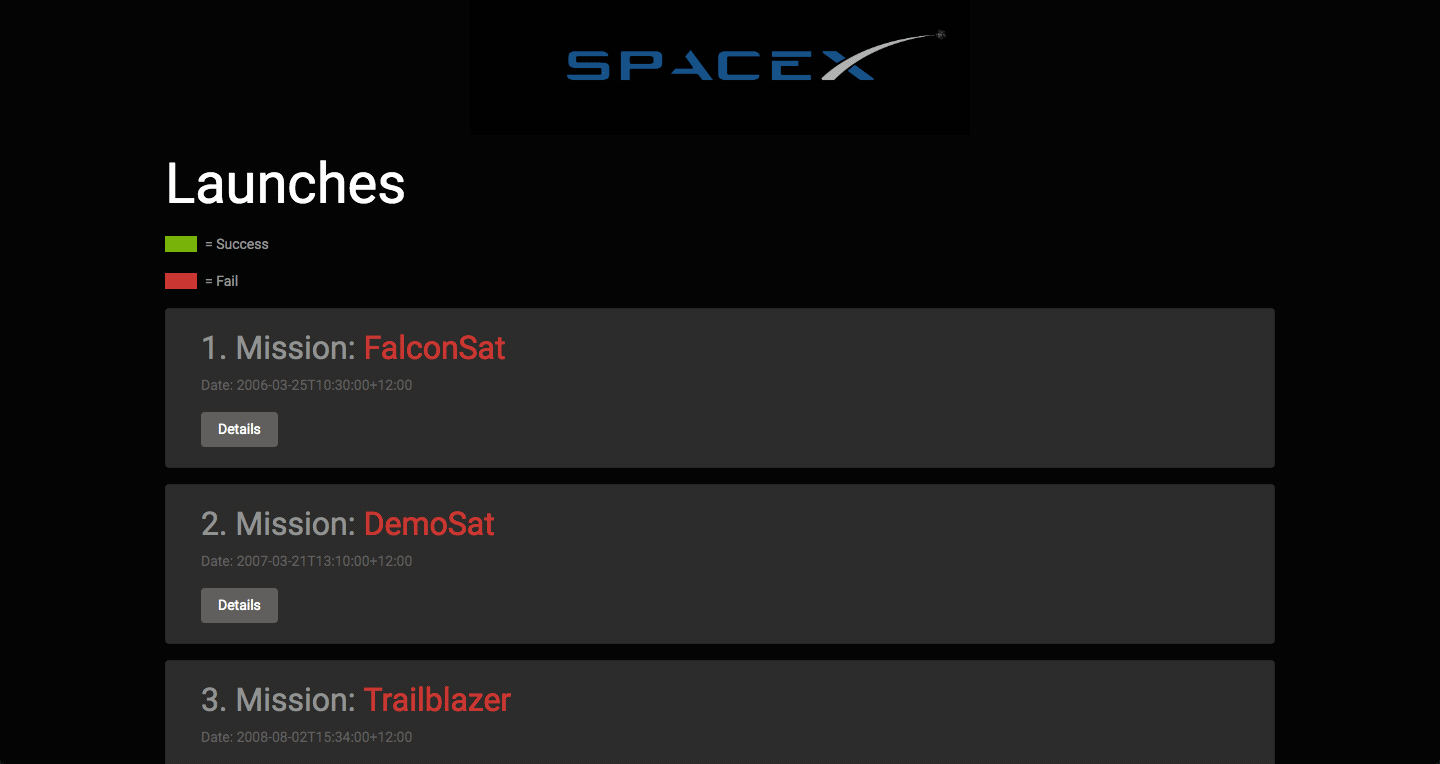 SPACEX
Launches
= Success
= Fail
1. Mission: FalconSat
Date: 2006-03-25T10:30:00+12:00
Details
2. Mission: DemoSat
Date: 2007-03-21T13:10:00+12:00
Details
3. Mission: Trailblazer
Date: 2008-08-02T15:34:00+12:00